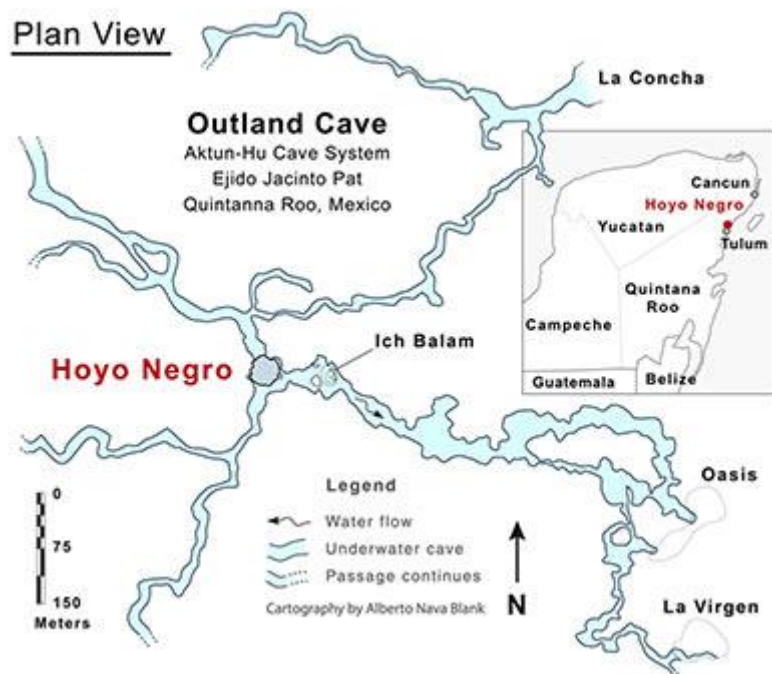 Plan View
La Concha
Outland Cave
Aktun-Hu Cave System
Ejido Jacinto Pat
Quintanna Roo, Mexico
Cancun
Hoyo Negro
Yucatan
Tulum
Quintana
Roo
Campeche
Guatemala
Belize
Ich Balam
Hoyo Negro
Oasis
Legend
Water flow
Underwater cave
Passage continues
Cartography by Alberto Nava Blank
0
75
150
Meters
N
La Virgen